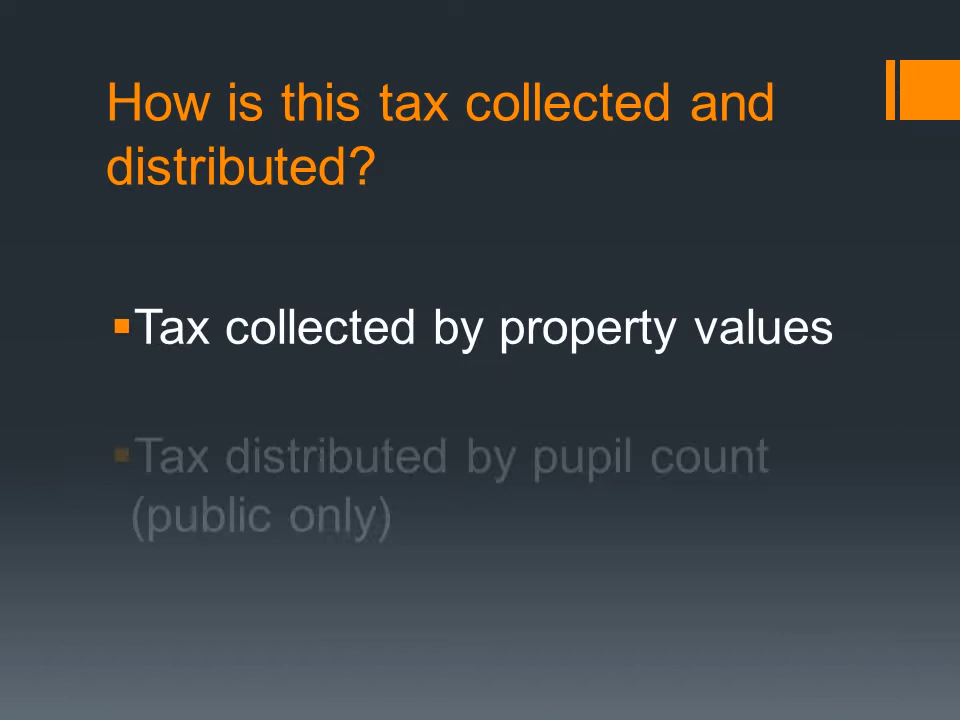 How is this tax collected and
distributed?
Tax collected by property values
Tax distributed by pupil count
(public only)